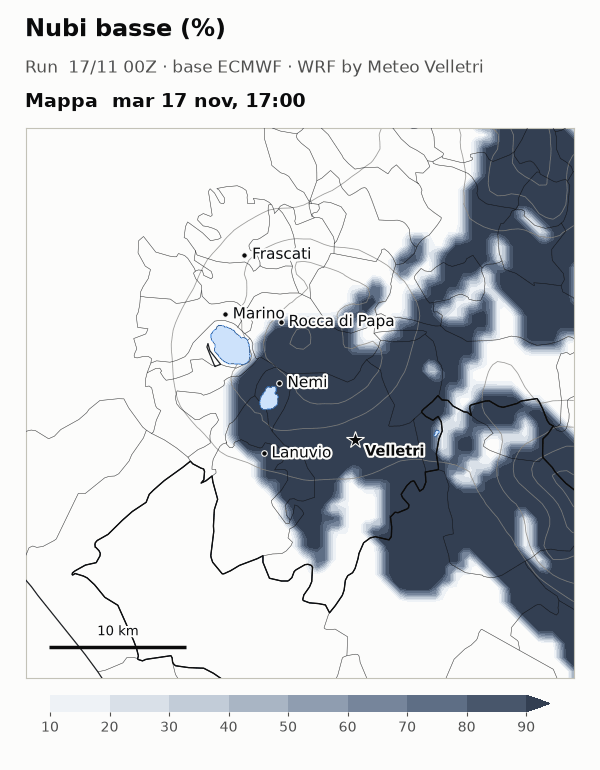 Nubi basse (%)
Run  17/11 00Z · base ECMWF · WRF by Meteo Velletri
Mappa  mar 17 nov, 17:00
Frascati
Marino
Rocca di Papa
Nemi
Velletri
Lanuvio
10 km
10 20 30 40 50 60 70 80 90